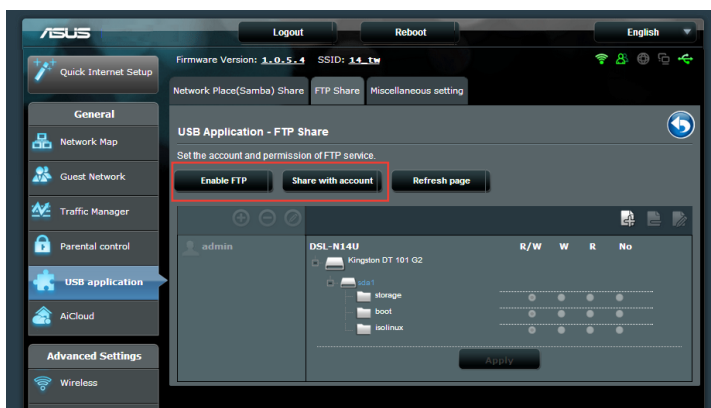 ASUS
Logout
Reboot
English
Quick Internet Setup
Firmware Version: 1.0.5.4 SSID: 14_tw
Network Place(Samba) Share
FTP Share
Miscellaneous setting
General
Network Map
Guest Network
Traffic Manager
Parental control
USB application
AiCloud
Advanced Settings
Wireless
USB Application - FTP Share
Set the account and permission of FTP service.
Enable FTP
Share with account
Refresh page
admin
DSL-N14U
R/W W R No
Kingston DT 101 G2
sda1
storage
boot
isolinux
Apply